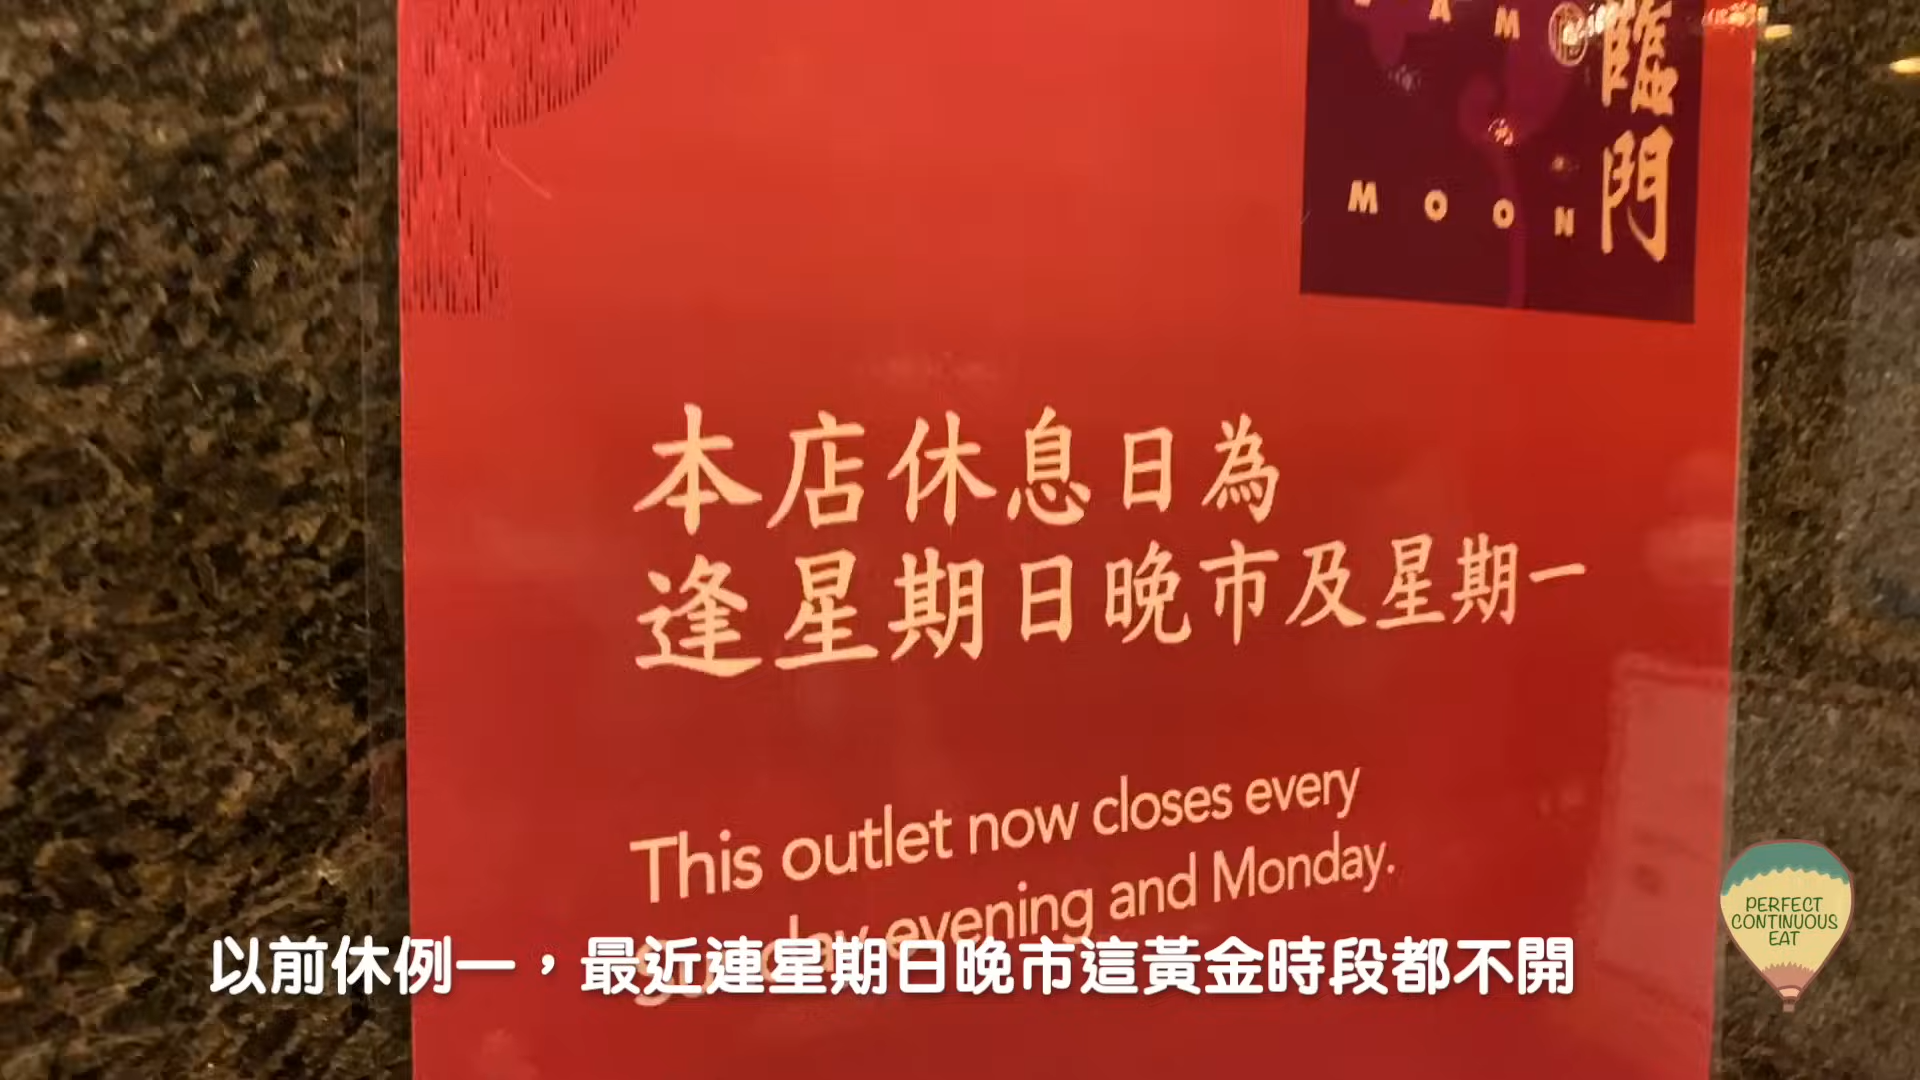 臨門
MOON
本店休息日為
逢星期日晚市及星期一
This outlet now closes every
evening and Monday.
以前休例一，最近連星期日晚市這黃金時段都不開
PERFECT
CONTINUOUS
EAT